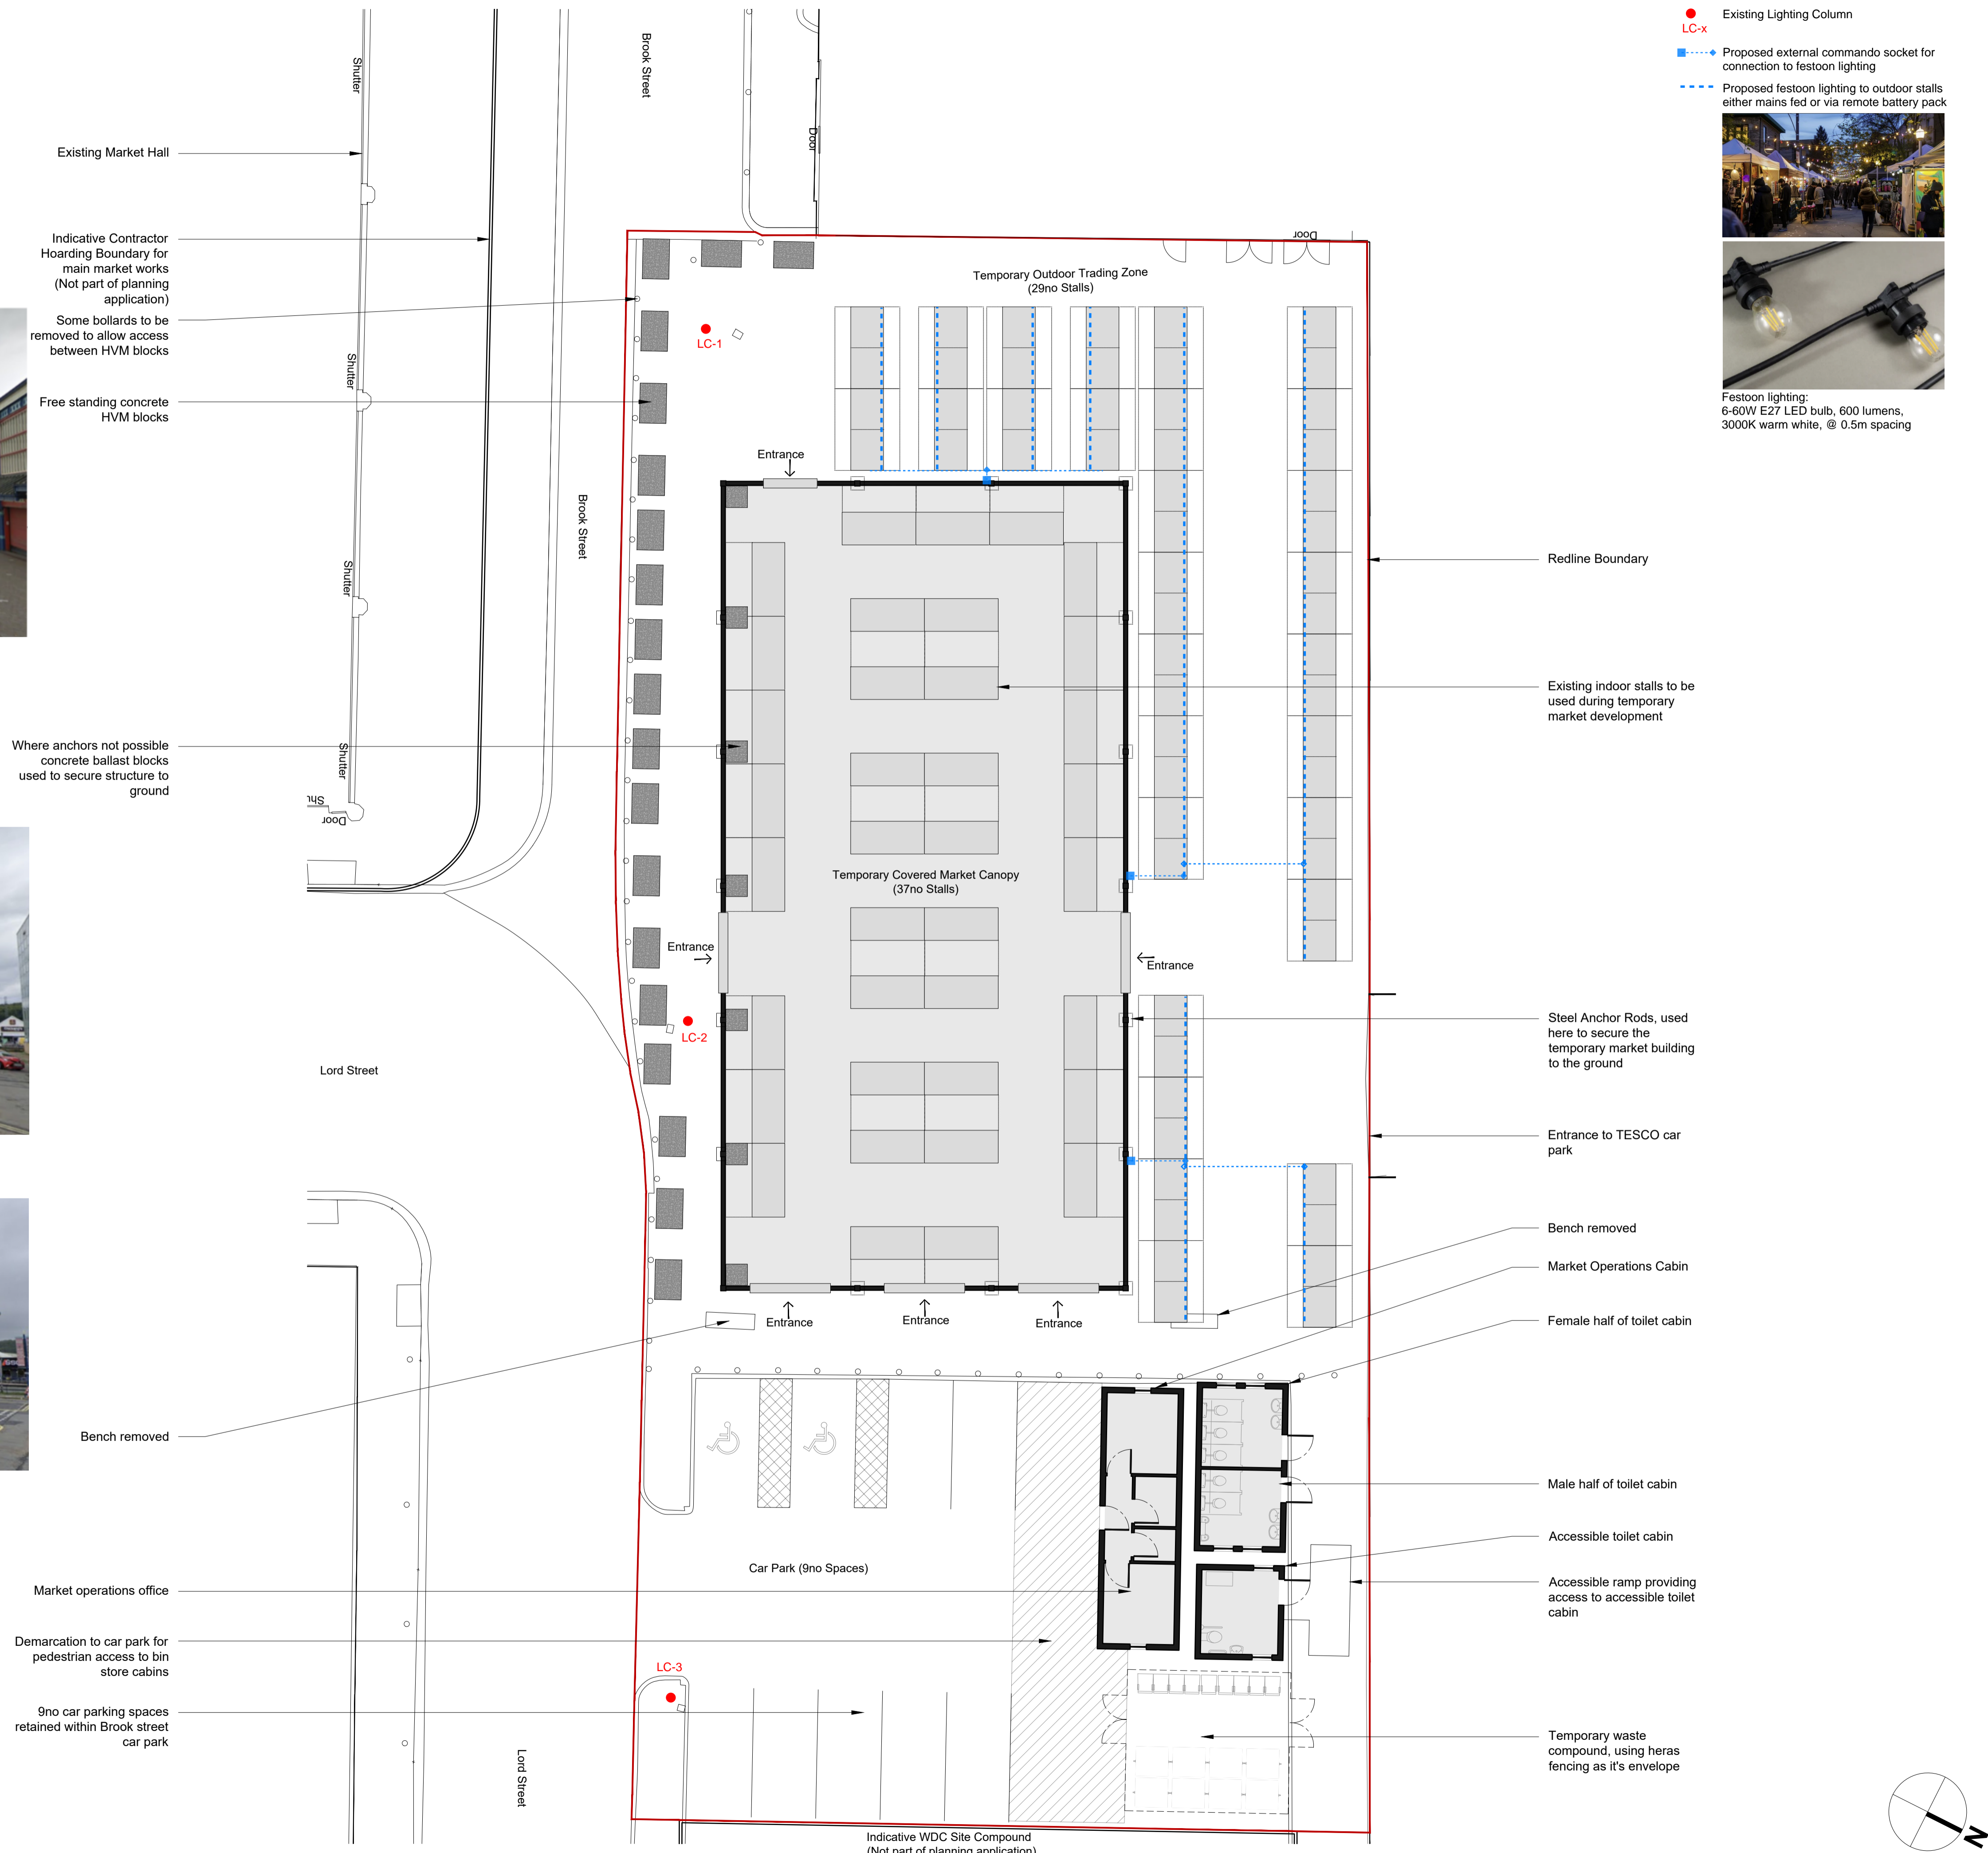 Existing Lighting Column
LC-x
Proposed external commando socket for
connection to festoon lighting
Proposed festoon lighting to outdoor stalls
either mains fed or via remote battery pack
Festoon lighting:
6-60W E27 LED bulb, 600 lumens,
3000K warm white, @ 0.5m spacing
Existing Market Hall
Indicative Contractor
Hoarding Boundary for
main market works
(Not part of planning
application)
Some bollards to be
removed to allow access
between HVM blocks
Free standing concrete
HVM blocks
Where anchors not possible
concrete ballast blocks
used to secure structure to
ground
Bench removed
Market operations office
Demarcation to car park for
pedestrian access to bin
store cabins
9no car parking spaces
retained within Brook street
car park
Shutter
Shutter
Shutter
Shutter
Shu
Door
Brook Street
Brook Street
Door
Door
Lord Street
Lord Street
Temporary Outdoor Trading Zone
(29no Stalls)
LC-1
Entrance
Temporary Covered Market Canopy
(37no Stalls)
Entrance
Entrance
LC-2
Entrance
Entrance
Entrance
Car Park (9no Spaces)
LC-3
Indicative WDC Site Compound
(Not part of planning application)
Redline Boundary
Existing indoor stalls to be
used during temporary
market development
Steel Anchor Rods, used
here to secure the
temporary market building
to the ground
Entrance to TESCO car
park
Bench removed
Market Operations Cabin
Female half of toilet cabin
Male half of toilet cabin
Accessible toilet cabin
Accessible ramp providing
access to accessible toilet
cabin
Temporary waste
compound, using heras
fencing as it's envelope
N